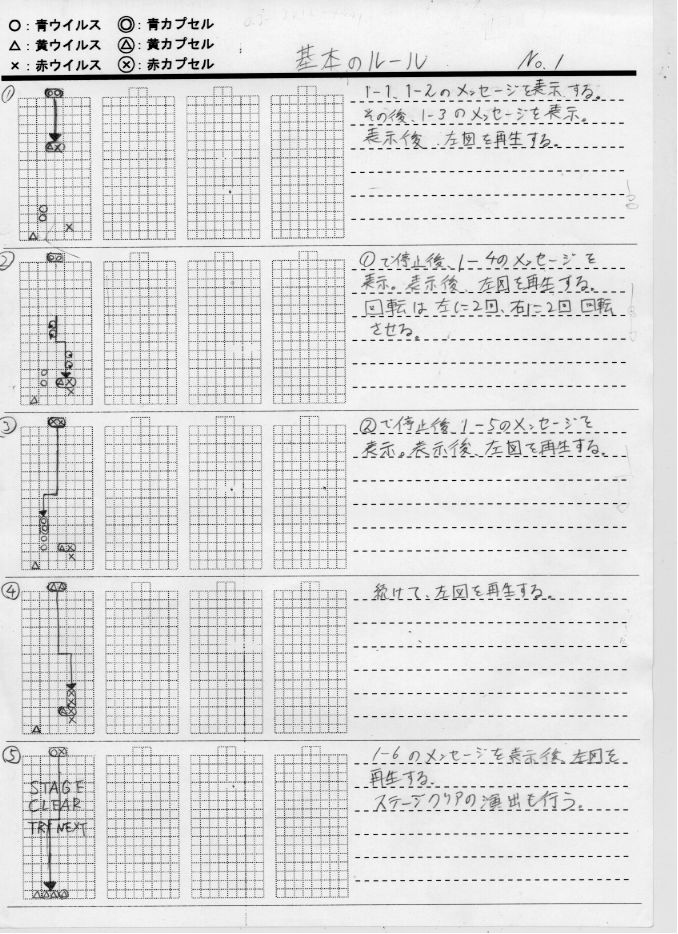 ○：青ウイルス ◎：青カプセル
△：黄ウイルス △：黄カプセル
×：赤ウイルス ⊗：赤カプセル
基本のルール No.1
①
1-1、1-2のメッセージを表示する。
その後、1-3のメッセージを表示。
表示後、左図を再生する。
②
①で停止後、1-4のメッセージを
表示。表示後、左図を再生する。
回転は左に2回、右に2回 回転
させる。
③
②で停止後、1-5のメッセージを
表示。表示後、左図を再生する。
④
続けて、左図を再生する。
⑤
STAGE
CLEAR
TRY NEXT
1-6のメッセージを表示後、左図を
再生する。
ステージクリアの演出も行う。